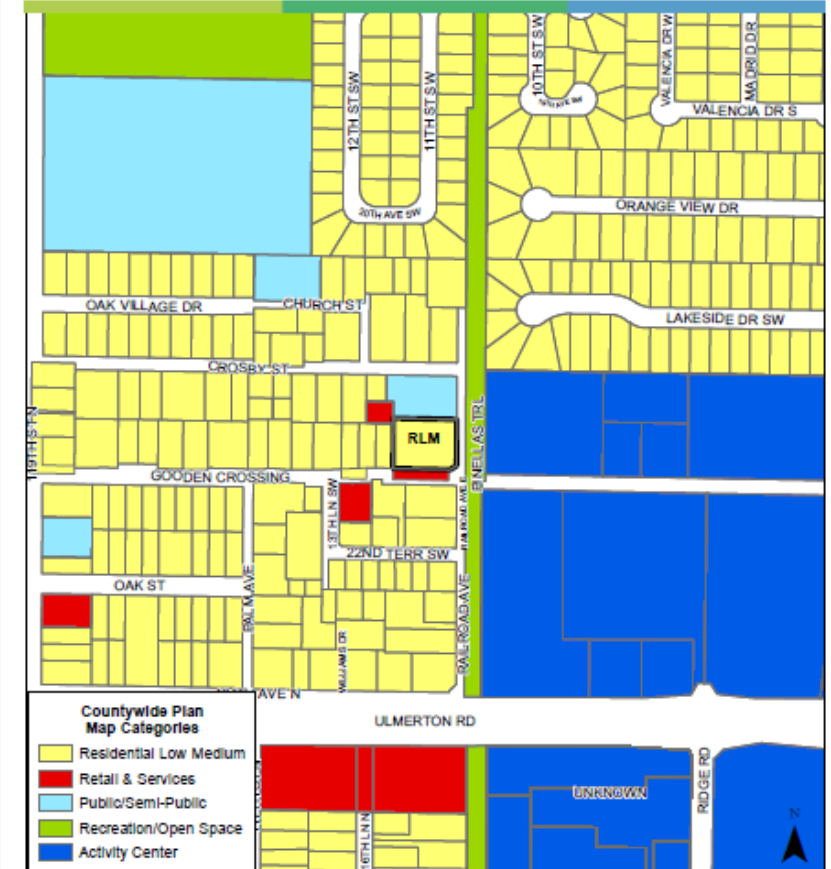 10TH ST SW
VALENCIA DR W
MADRID DR
12TH ST SW
11TH ST SW
VALENCIA DR S
20TH AVE SW
ORANGE VIEW DR
OAK VILLAGE DR
CHURCH ST
LAKESIDE DR SW
CROSBY ST
119TH ST N
RLM
PINELLAS TRL
GOODEN CROSSING
13TH LN SW
RAILROAD AVE E
22ND TERR SW
OAK ST
PALM AVE
RAILROAD AVE
WILLIAMS DR
AVE N
ULMERTON RD
Countywide Plan
Map Categories
Residential Low Medium
Retail & Services
Public/Semi-Public
Recreation/Open Space
Activity Center
16TH LN N
UNKNOWN
RIDGE RD
N